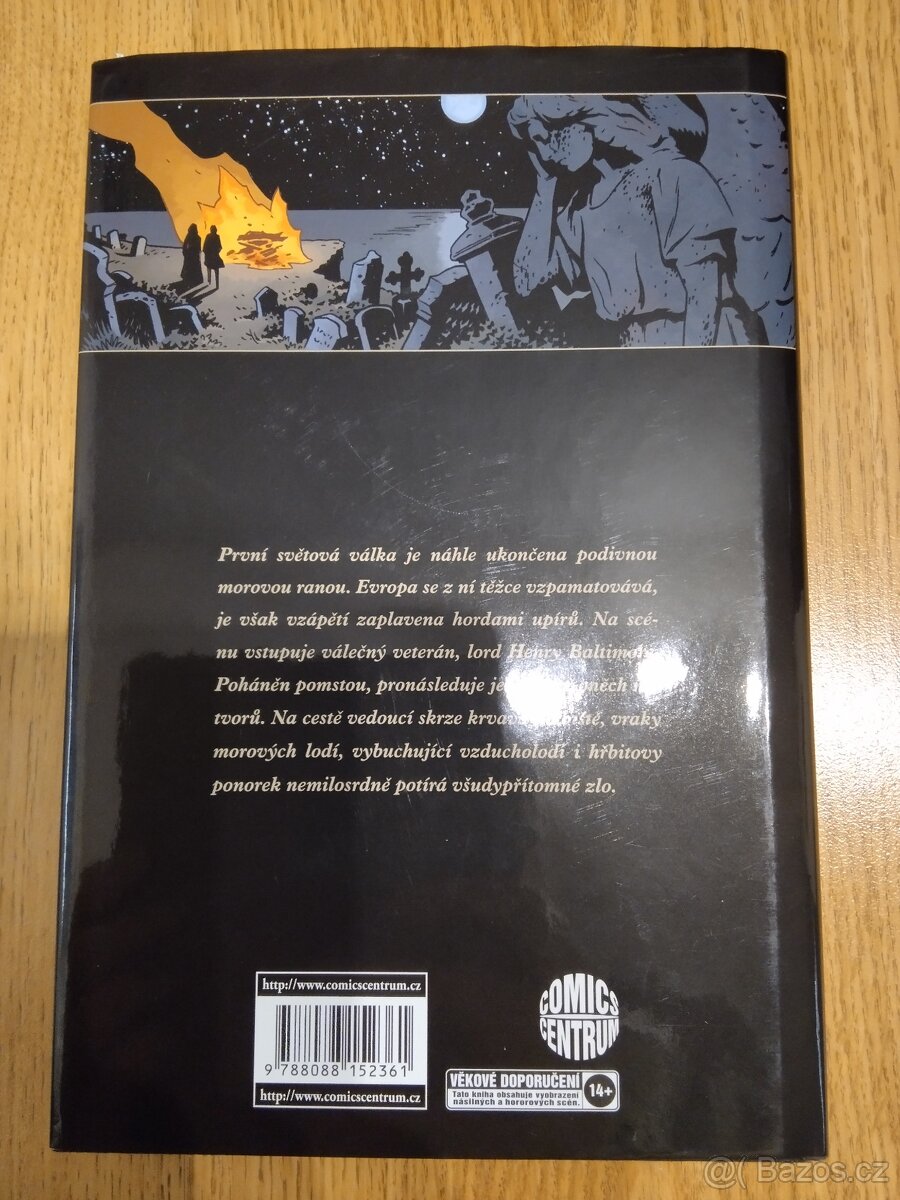 První světová válka je náhle ukončena podivnou
morovou ranou. Evropa se z ní těžce vzpamatovává,
je však vzápětí zaplavena hordami upírů. Na scé-
nu vstupuje válečný veterán, lord Henry
Poháněn pomstou, pronásleduje
tvorů. Na cestě vedoucí skrze vraky
morových lodí, vybuchující vzducholodí i hřbitovy
ponorek nemilosrdně potírá všudypřítomné zlo.
http://www.comicscentrum.cz
9 788088 152361
http://www.comicscentrum.cz
COMICS
CENTRUM
VĚKOVÉ DOPORUČENÍ
Tato kniha obsahuje vyobrazení
násilných a hororových scén.
14+
@( Bazos.cz